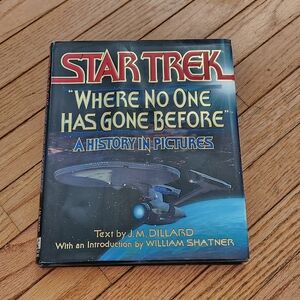 STAR TREK
"WHERE NO ONE
HAS GONE BEFORE"
A HISTORY IN PICTURES
Text by J. M. DILLARD
With an Introduction by WILLIAM SHATNER